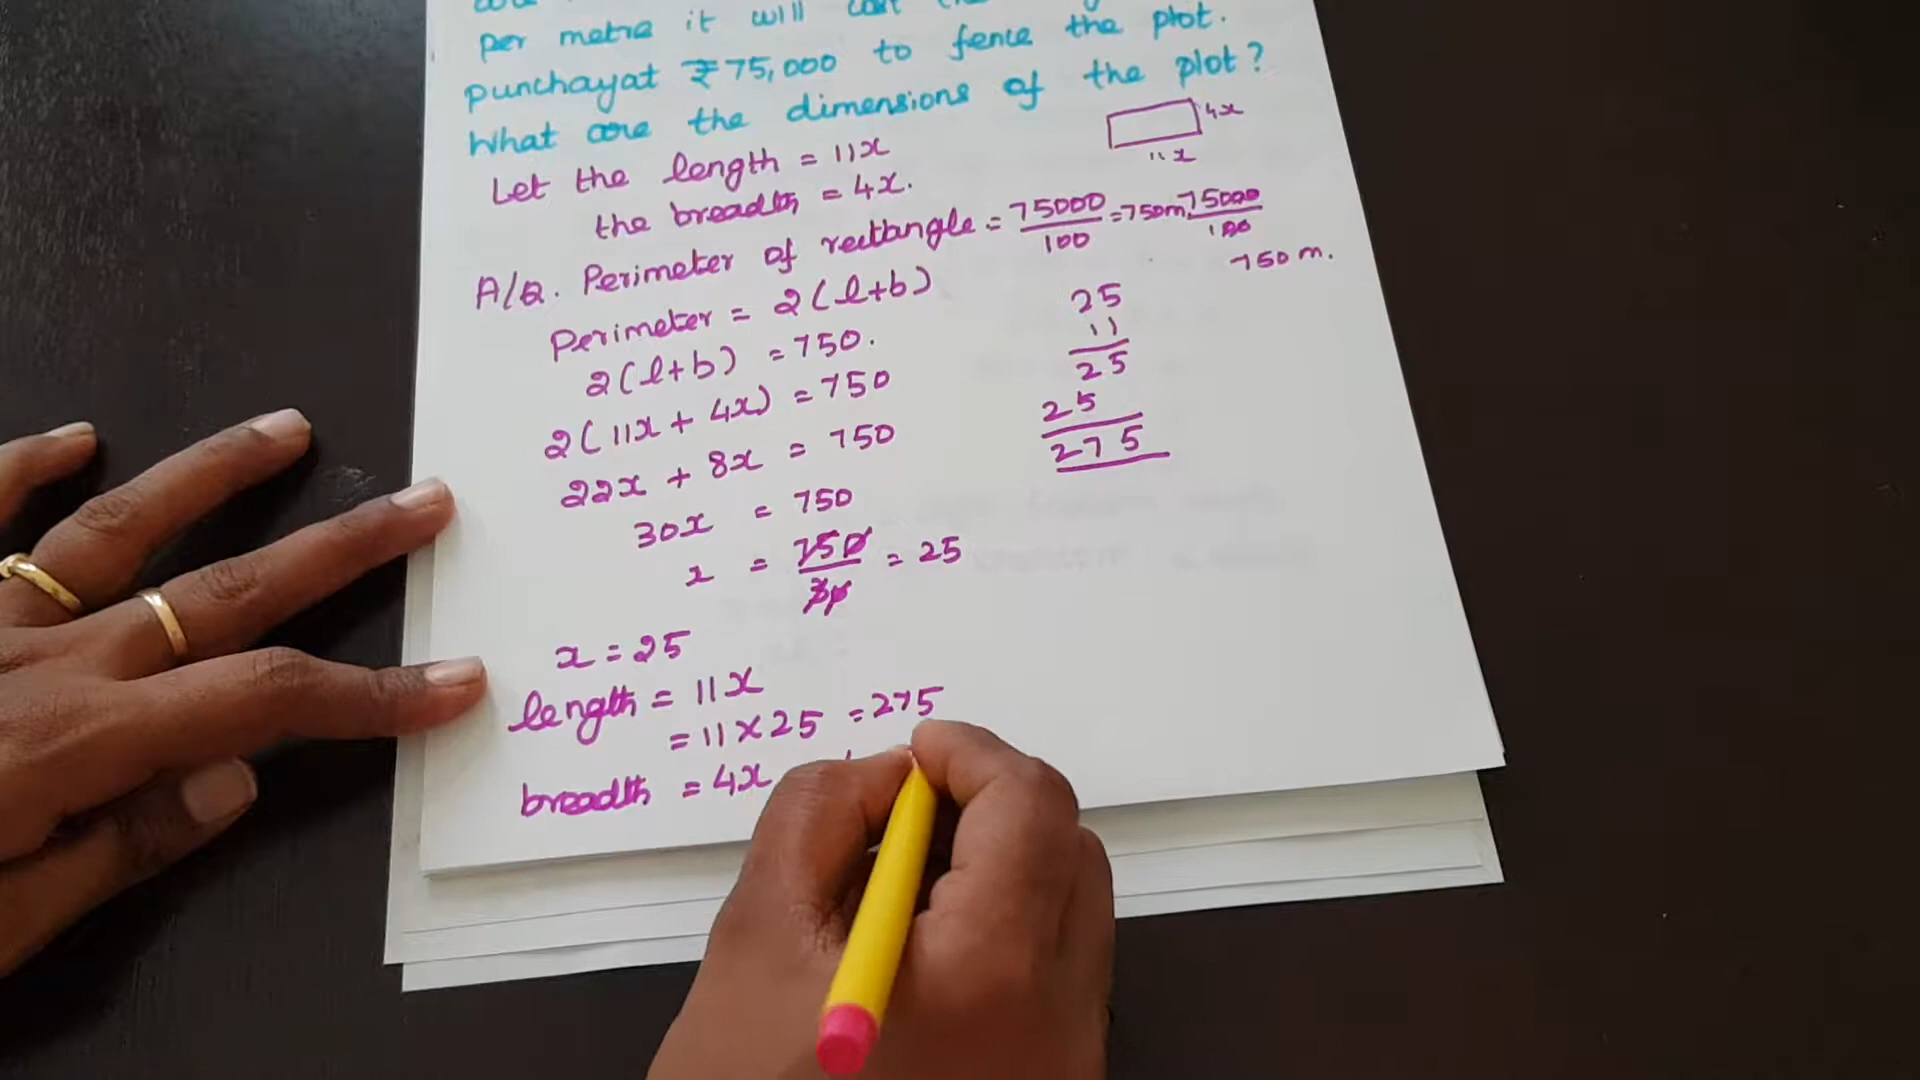 per metre it will cost the
punchayat ₹75,000 to fence the plot.
What are the dimensions of the plot?
Let the length = 11x
the breadth = 4x.
4x
11x
A/Q. Perimeter of rectangle = 75000/100 = 750m
75000/100
750 m.
Perimeter = 2(l+b)
2(l+b) = 750.
2(11x + 4x) = 750
22x + 8x = 750
30x = 750
x = 750/30 = 25
25
11
25
25
275
x = 25
length = 11x
= 11 × 25 = 275
breadth = 4x